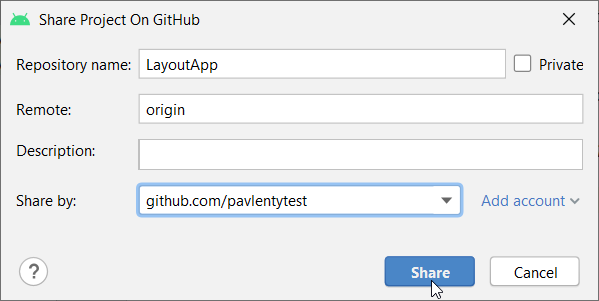 Share Project On GitHub
Repository name: LayoutApp Private
Remote: origin
Description:
Share by: github.com/pavlentytest Add account
? Share Cancel